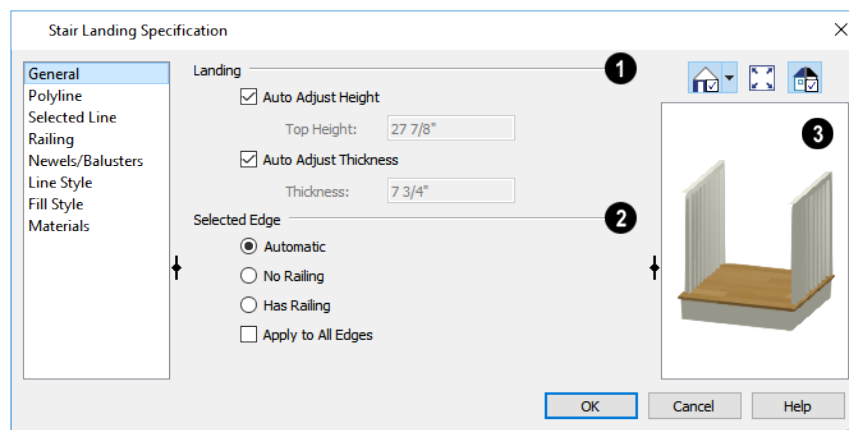 Stair Landing Specification
General
Polyline
Selected Line
Railing
Newels/Balusters
Line Style
Fill Style
Materials
Landing
1
Auto Adjust Height
Top Height: 27 7/8"
Auto Adjust Thickness
Thickness: 7 3/4"
Selected Edge
2
Automatic
No Railing
Has Railing
Apply to All Edges
3
OK
Cancel
Help